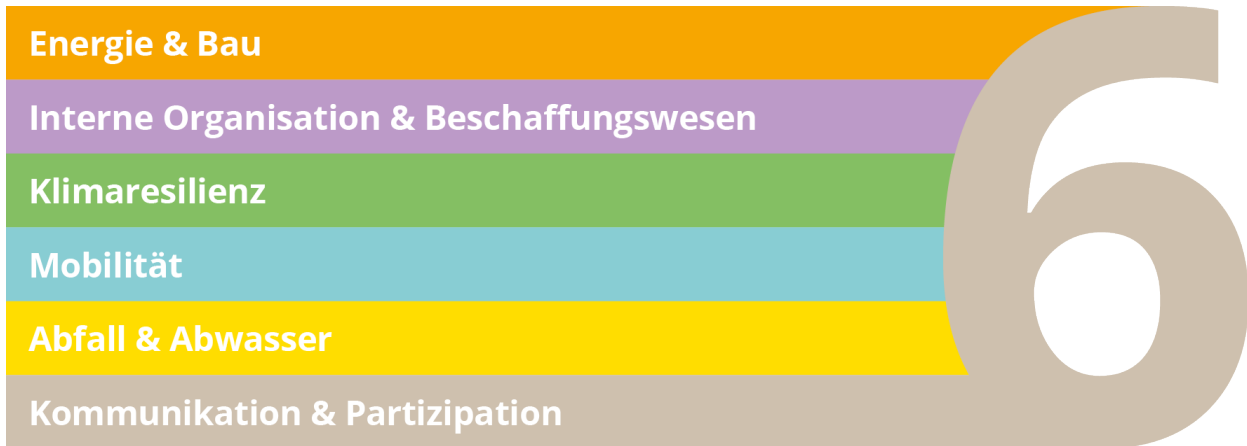 Energie & Bau
Interne Organisation & Beschaffungswesen
Klimaresilienz
Mobilität
Abfall & Abwasser
Kommunikation & Partizipation
6